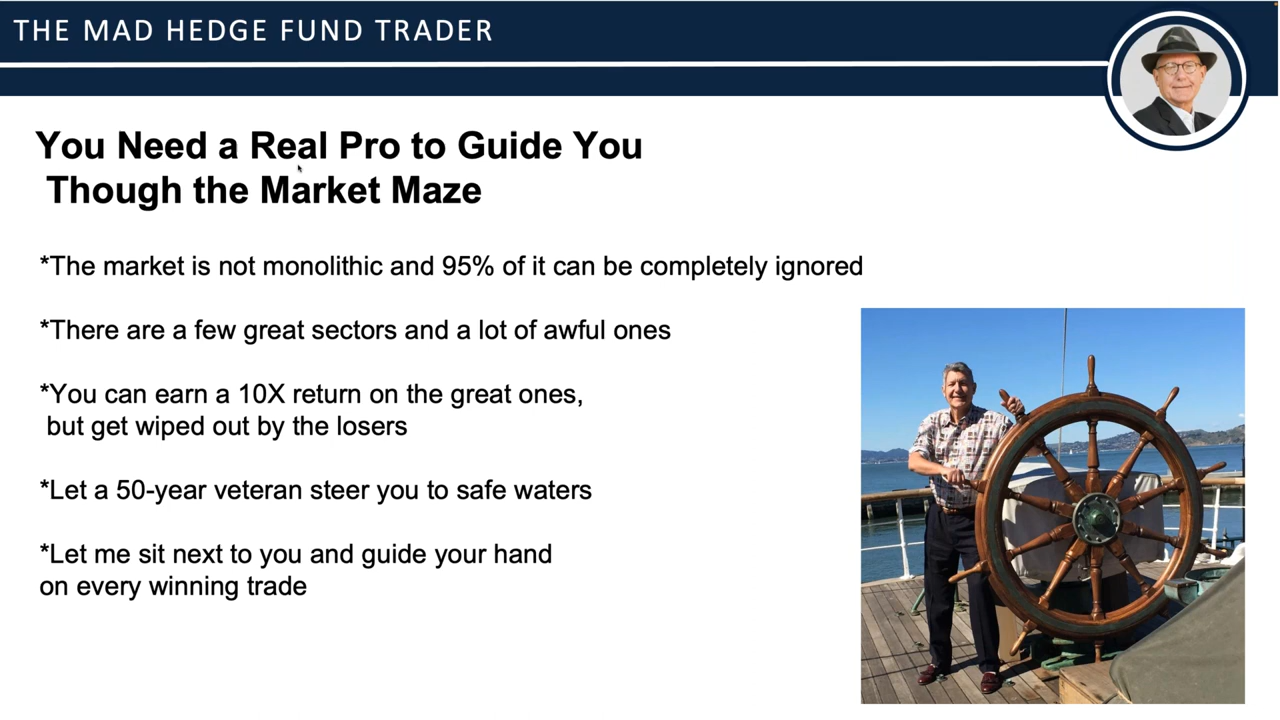 THE MAD HEDGE FUND TRADER
You Need a Real Pro to Guide You
Though the Market Maze
*The market is not monolithic and 95% of it can be completely ignored
*There are a few great sectors and a lot of awful ones
*You can earn a 10X return on the great ones,
but get wiped out by the losers
*Let a 50-year veteran steer you to safe waters
*Let me sit next to you and guide your hand
on every winning trade